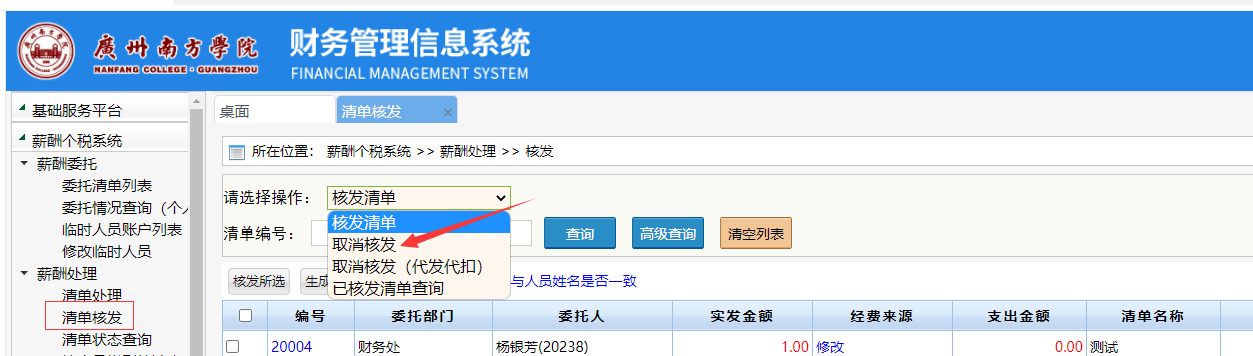 廣州南方學院
NANFANG COLLEGE·GUANGZHOU
财务管理信息系统
FINANCIAL MANAGEMENT SYSTEM
基础服务平台
薪酬个税系统
薪酬委托
委托清单列表
委托情况查询（个人
临时人员账户列表
修改临时人员
薪酬处理
清单处理
清单核发
清单状态查询
桌面
清单核发 ×
所在位置： 薪酬个税系统 >> 薪酬处理 >> 核发
请选择操作： 核发清单
核发清单
取消核发
取消核发（代发代扣）
已核发清单查询
清单编号： 查询 高级查询 清空列表
核发所选 生成 与人员姓名是否一致
编号 委托部门 委托人 实发金额 经费来源 支出金额 清单名称
20004 财务处 杨银芳(20238) 1.00 修改 0.00 测试